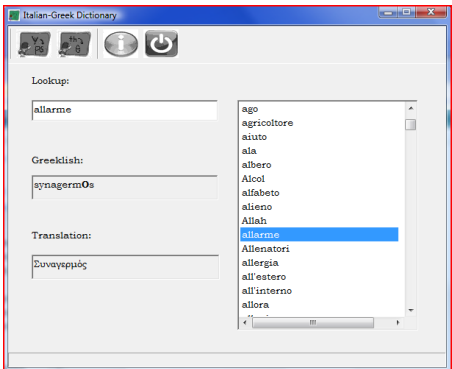 Italian-Greek Dictionary
Lookup:
allarme
Greeklish:
synagermOs
Translation:
Συναγερμός
ago
agricoltore
aiuto
ala
albero
Alcol
alfabeto
alieno
Allah
allarme
Allenatori
allergia
all'estero
all'interno
allora